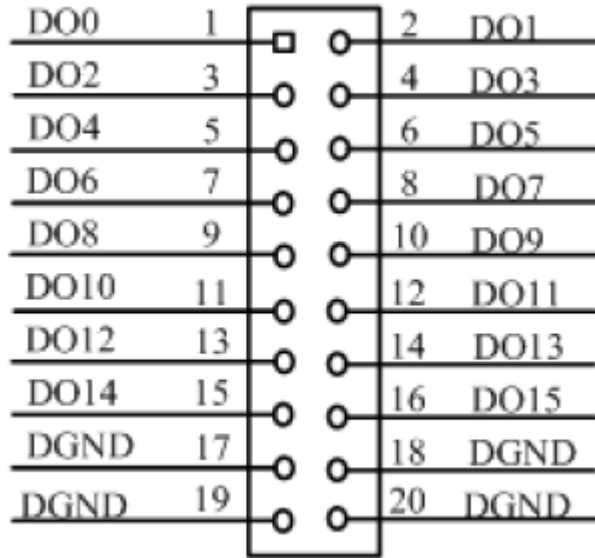 DO0 1 2 DO1
DO2 3 4 DO3
DO4 5 6 DO5
DO6 7 8 DO7
DO8 9 10 DO9
DO10 11 12 DO11
DO12 13 14 DO13
DO14 15 16 DO15
DGND 17 18 DGND
DGND 19 20 DGND